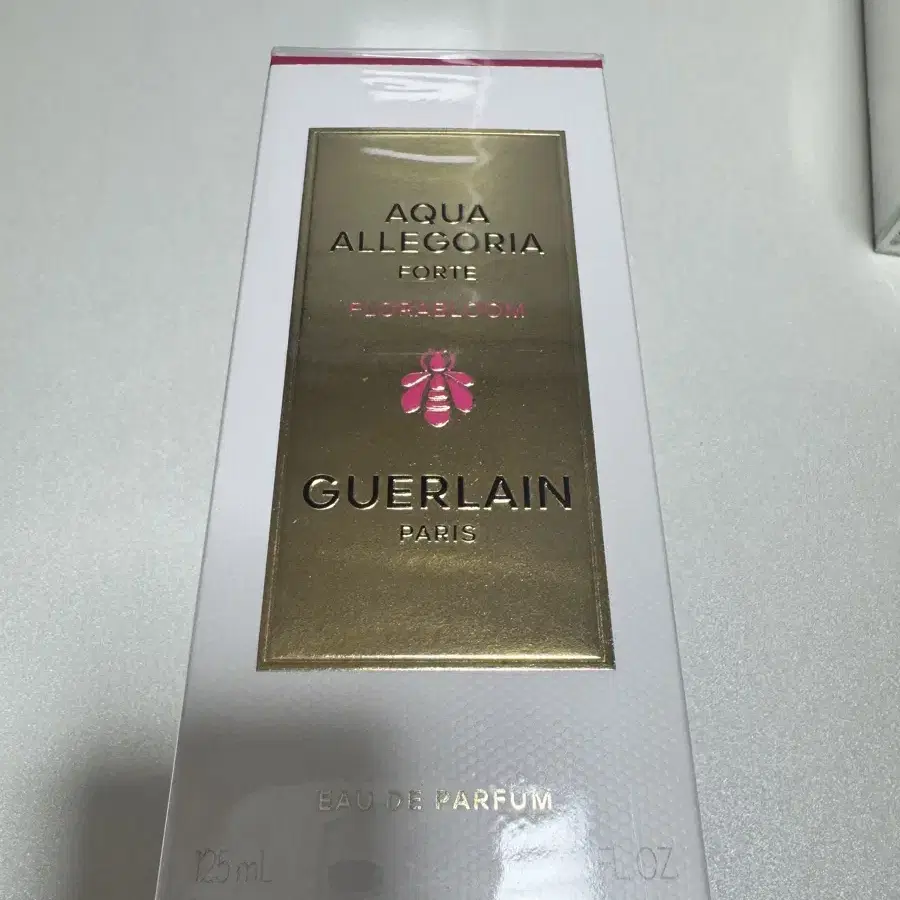 AQUA
ALLEGORIA
FORTE
FLORABLOOM
GUERLAIN
PARIS
EAU DE PARFUM
125 mL FL.OZ